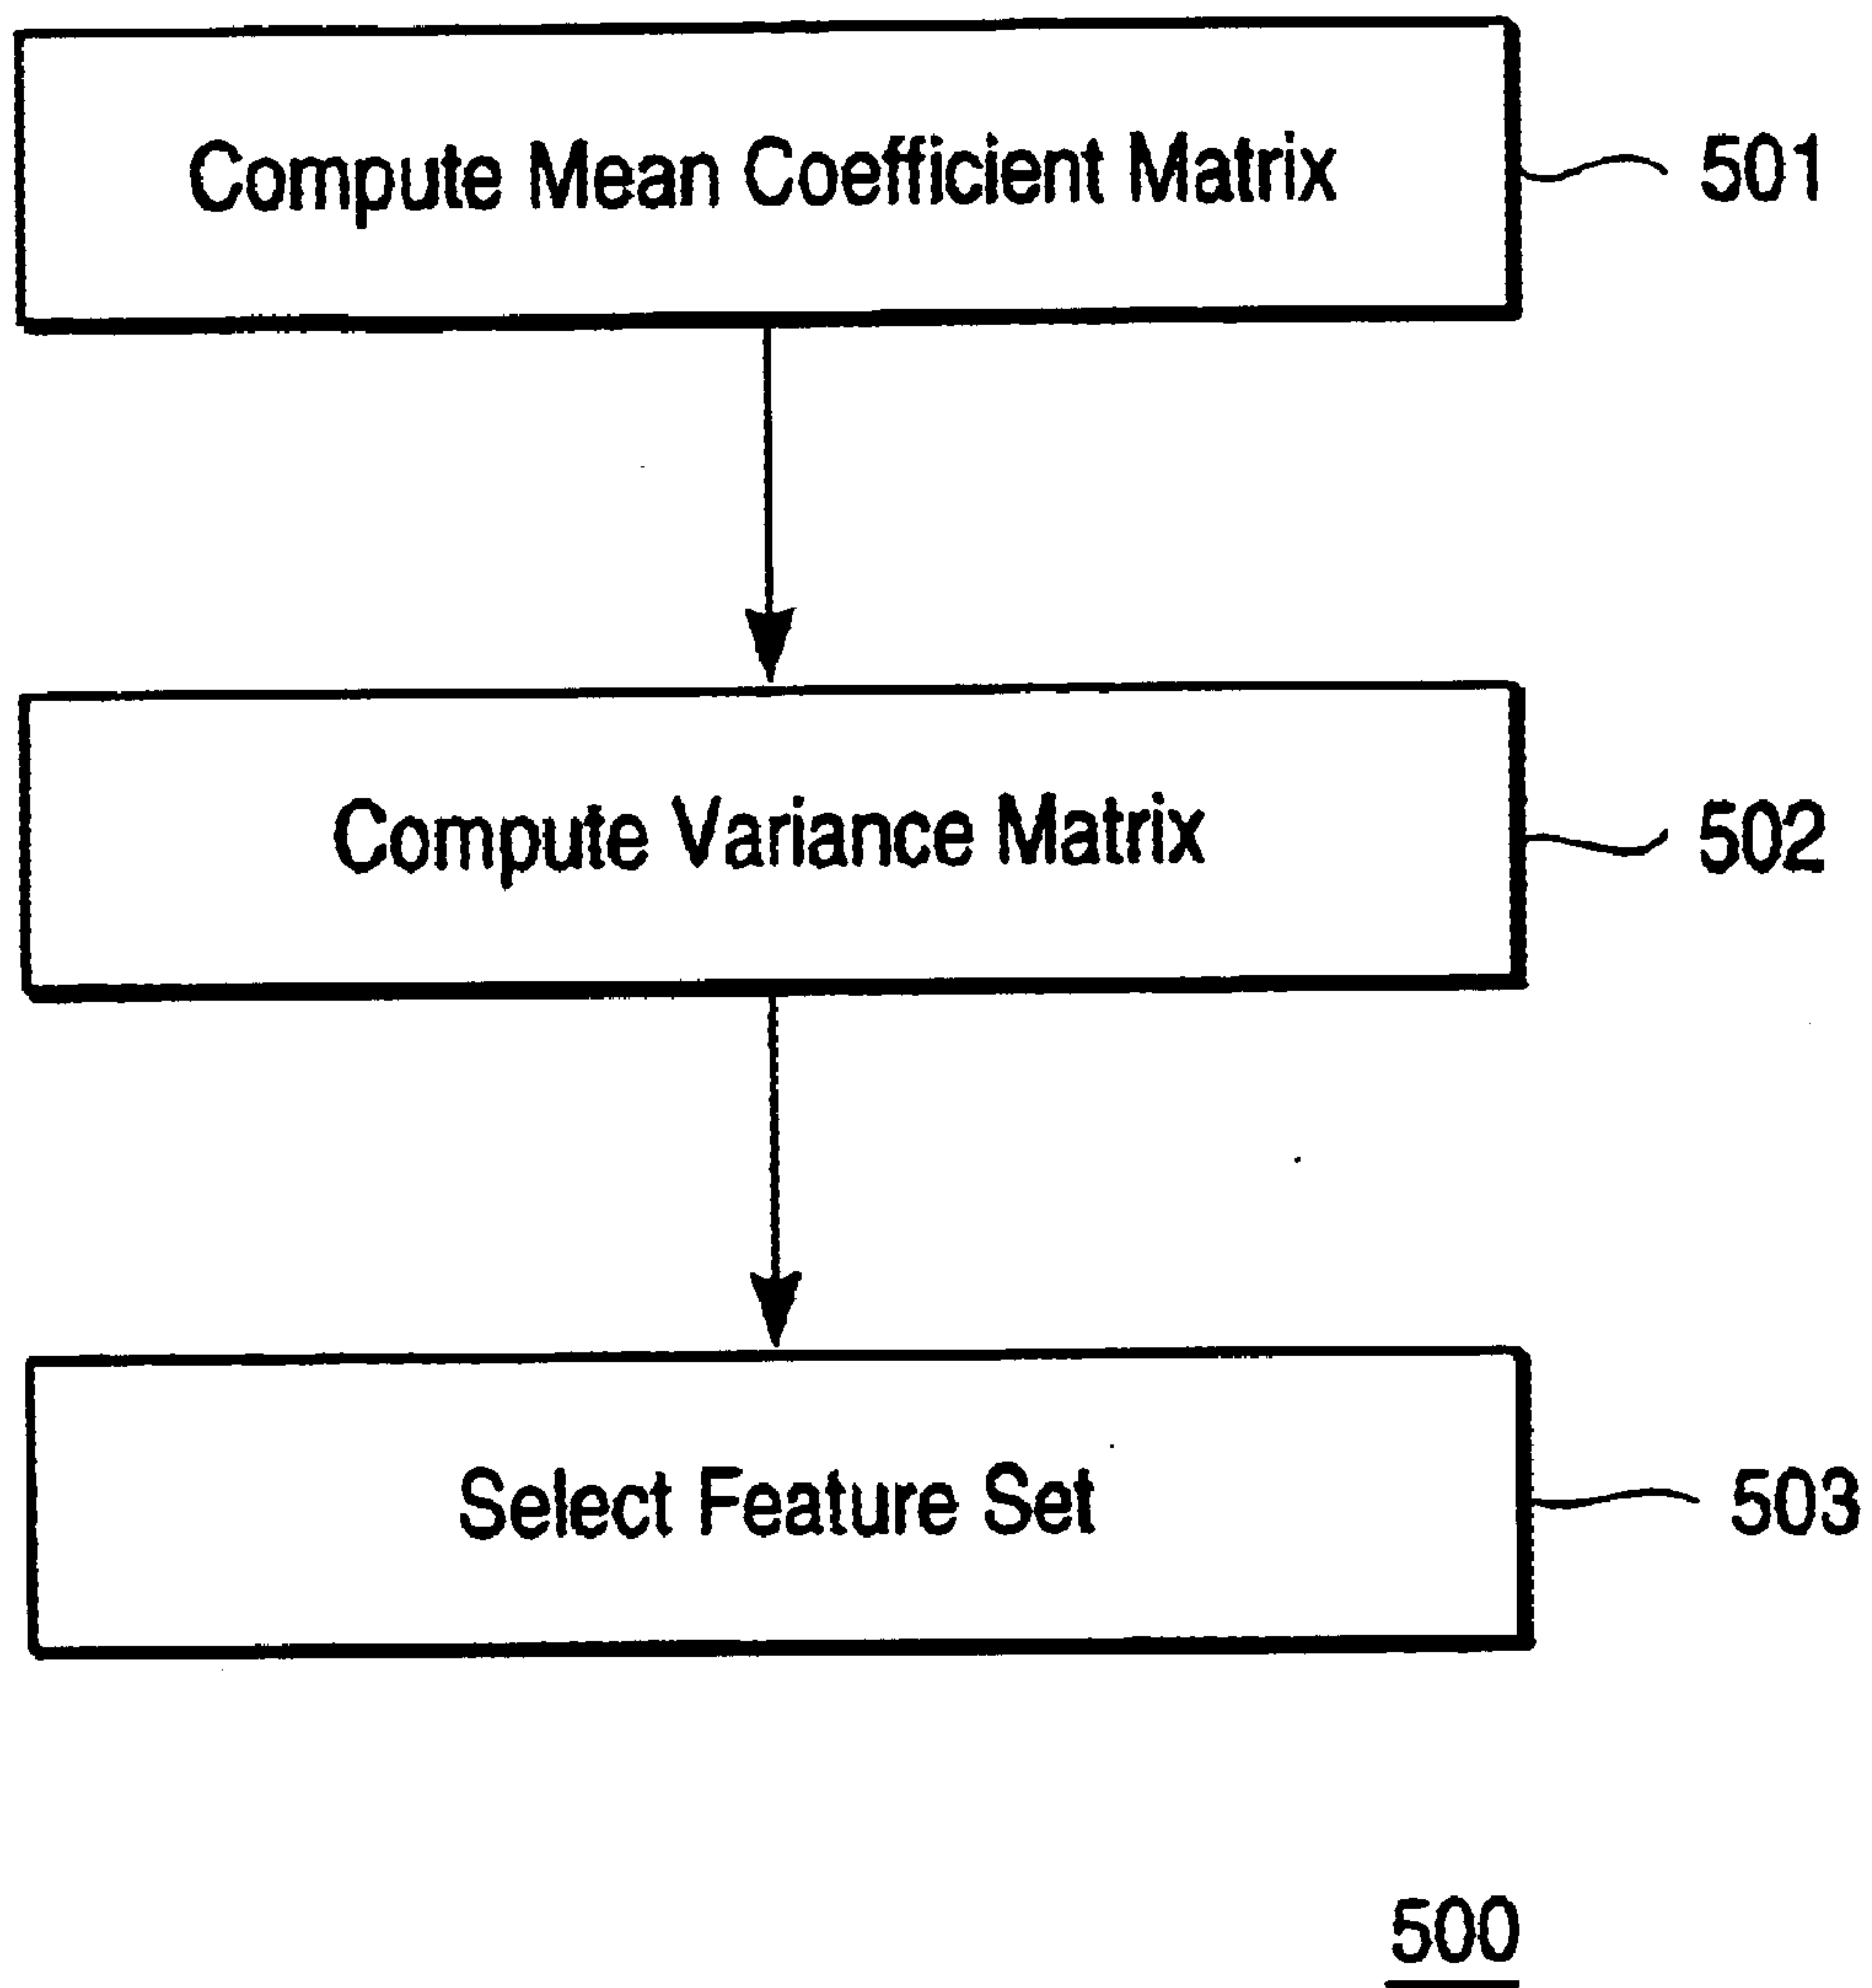 Compute Mean Coefficient Matrix
501
Compute Variance Matrix
502
Select Feature Set
503
500